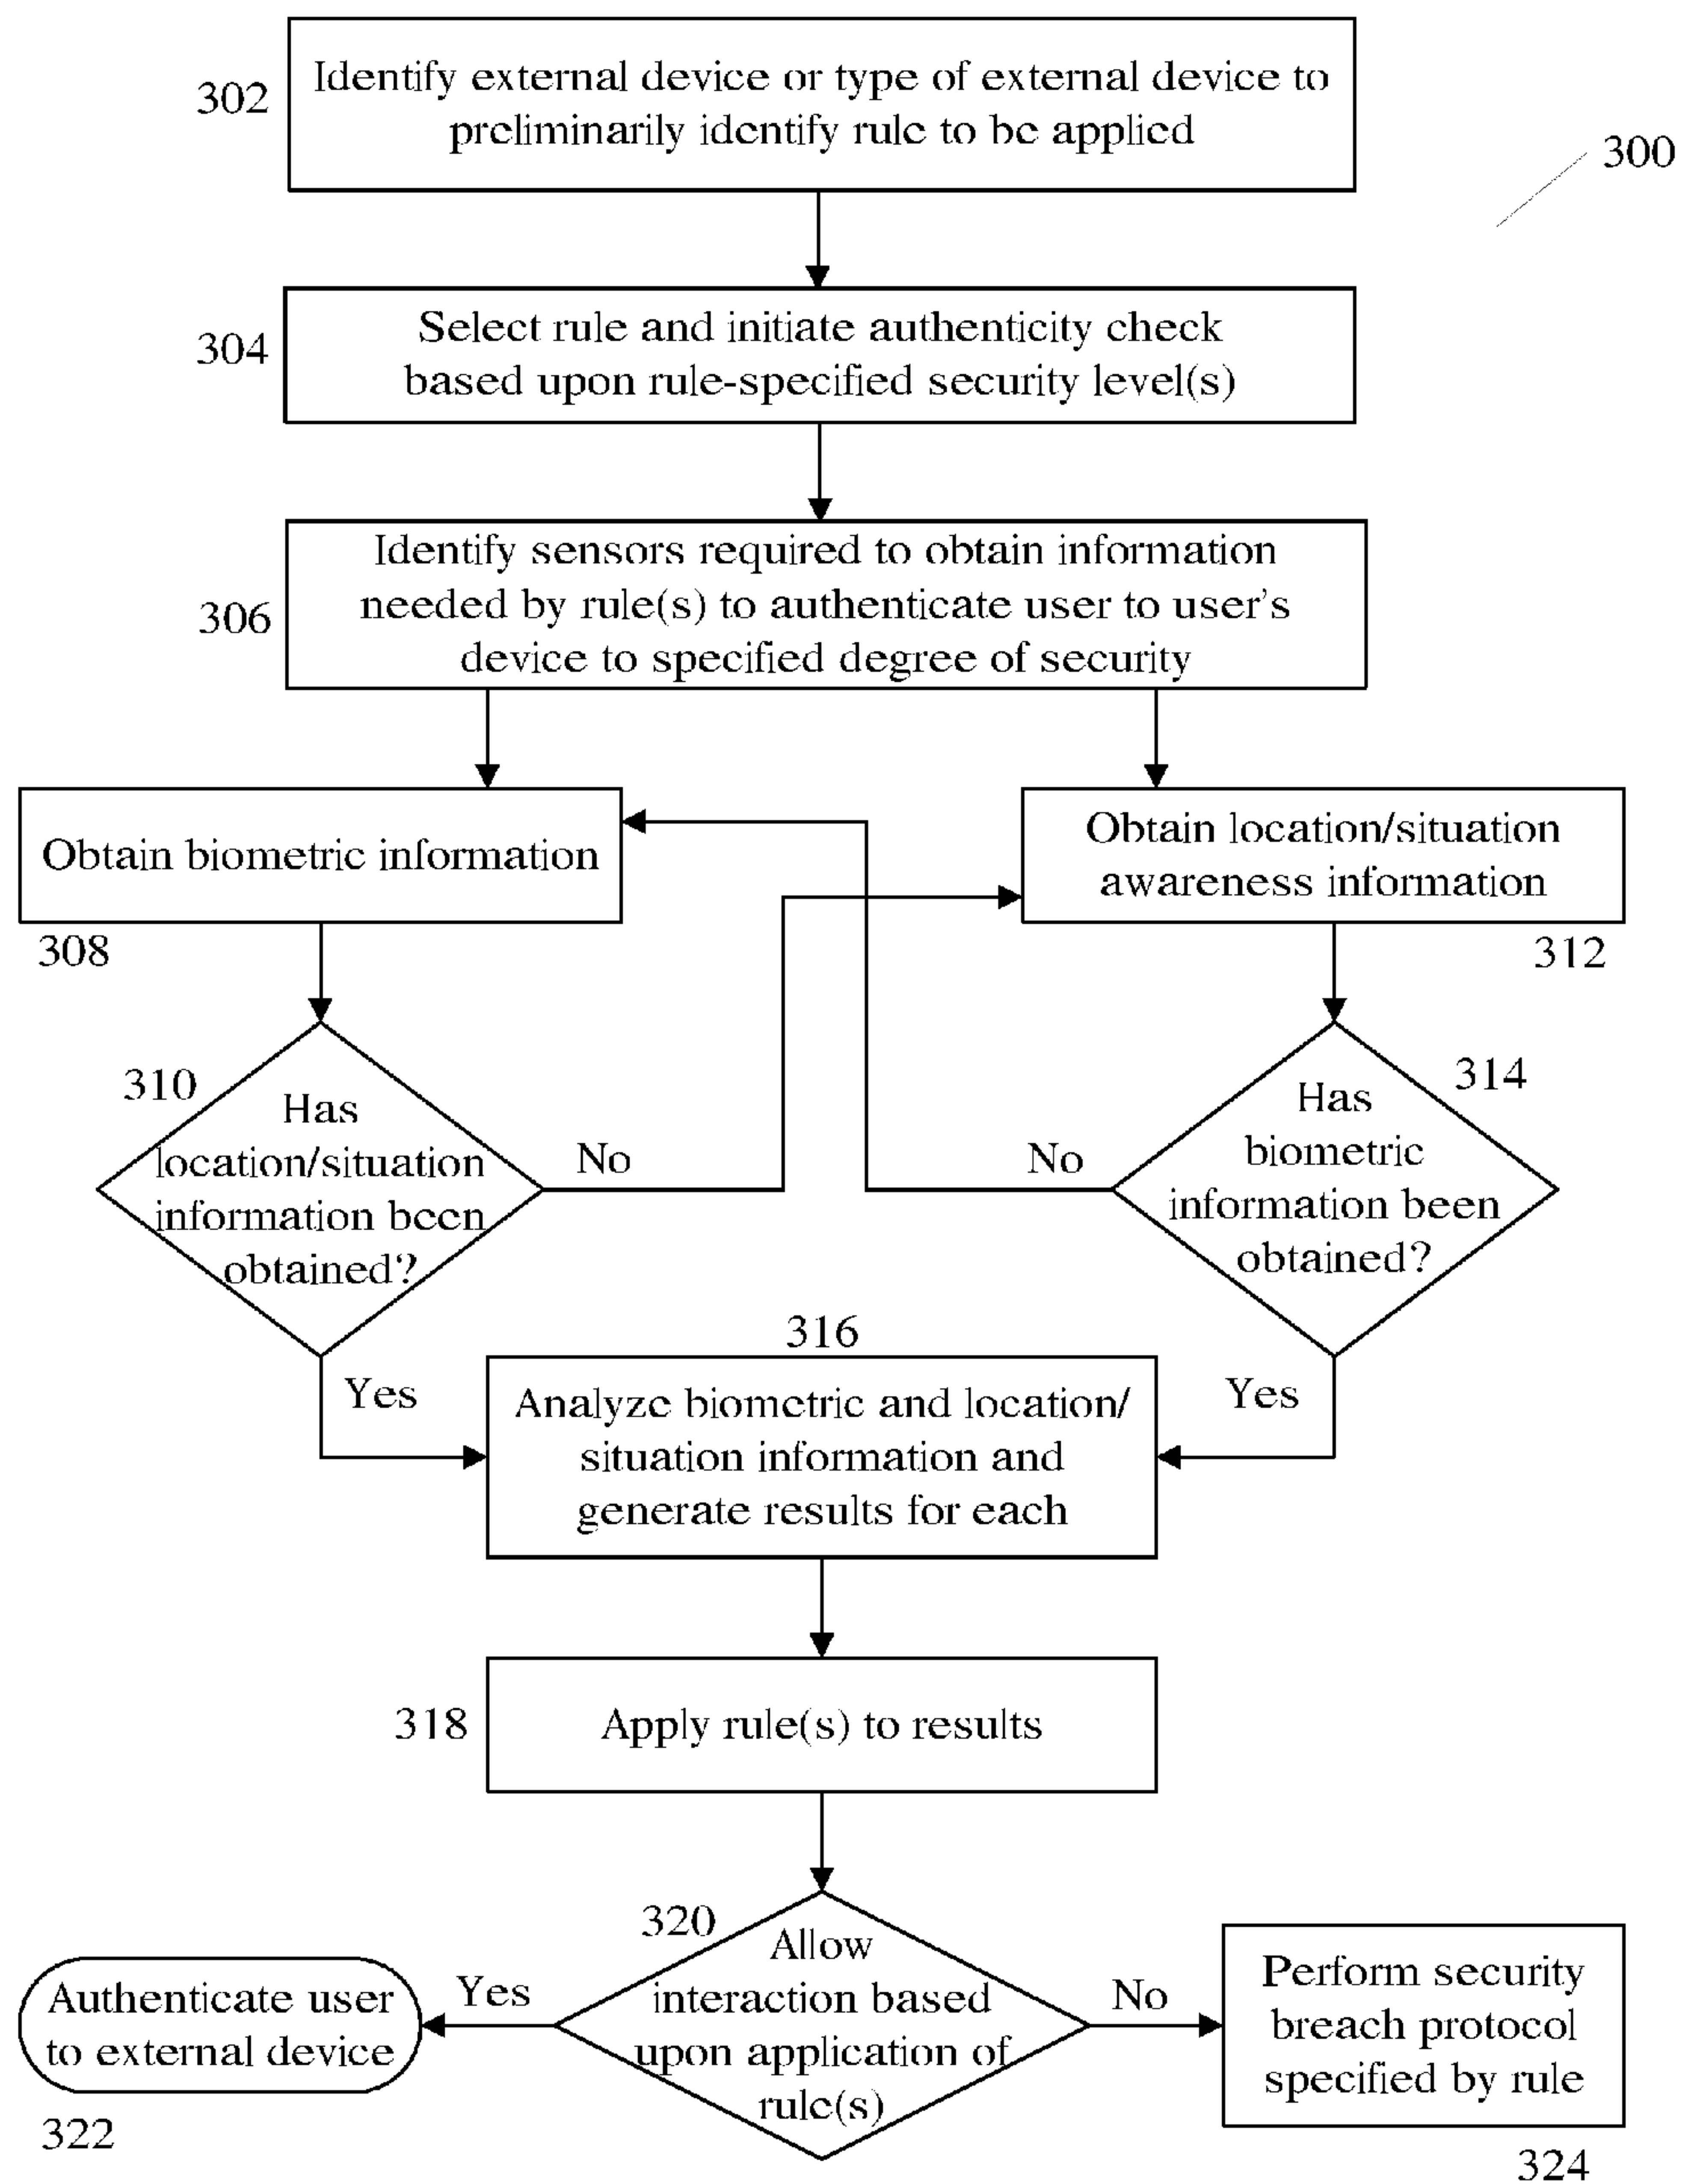 302
Identify external device or type of external device to
preliminarily identify rule to be applied
300
304
Select rule and initiate authenticity check
based upon rule-specified security level(s)
306
Identify sensors required to obtain information
needed by rule(s) to authenticate user to user's
device to specified degree of security
Obtain biometric information
308
Obtain location/situation
awareness information
312
310
Has
location/situation
information been
obtained?
No
Yes
314
Has
biometric
information been
obtained?
No
Yes
316
Analyze biometric and location/
situation information and
generate results for each
318
Apply rule(s) to results
320
Allow
interaction based
upon application of
rule(s)
Yes
No
Authenticate user
to external device
322
Perform security
breach protocol
specified by rule
324